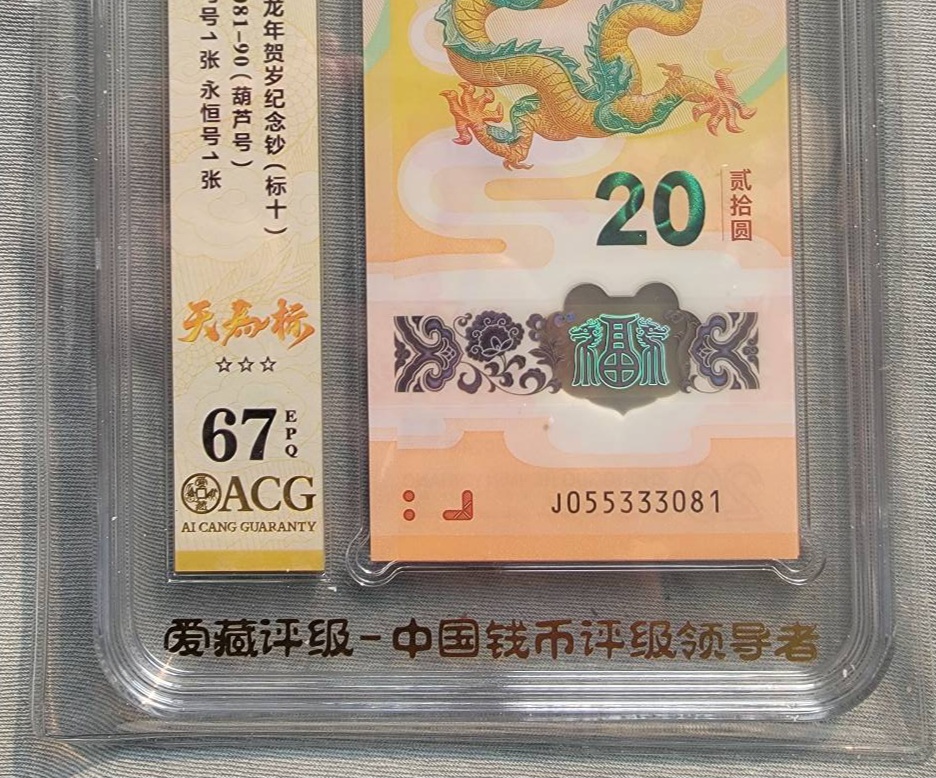 龙年贺岁纪念钞(标十)
081-90(葫芦号)
号1张 永恒号1张
天为标
☆☆☆
67
EPQ
ACG
AI CANG GUARANTY
20
贰拾圆
福
J055333081
爱藏评级-中国钱币评级领导者